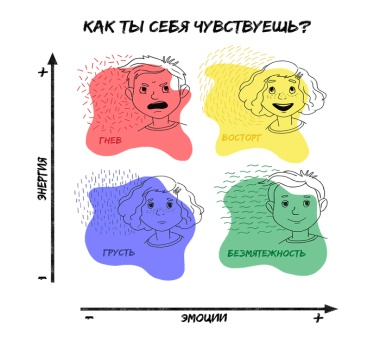 КАК ТЫ СЕБЯ ЧУВСТВУЕШЬ?
+
ГНЕВ
ВОСТОРГ
ЭНЕРГИЯ
ГРУСТЬ
БЕЗМЯТЕЖНОСТЬ
-
- ЭМОЦИИ +